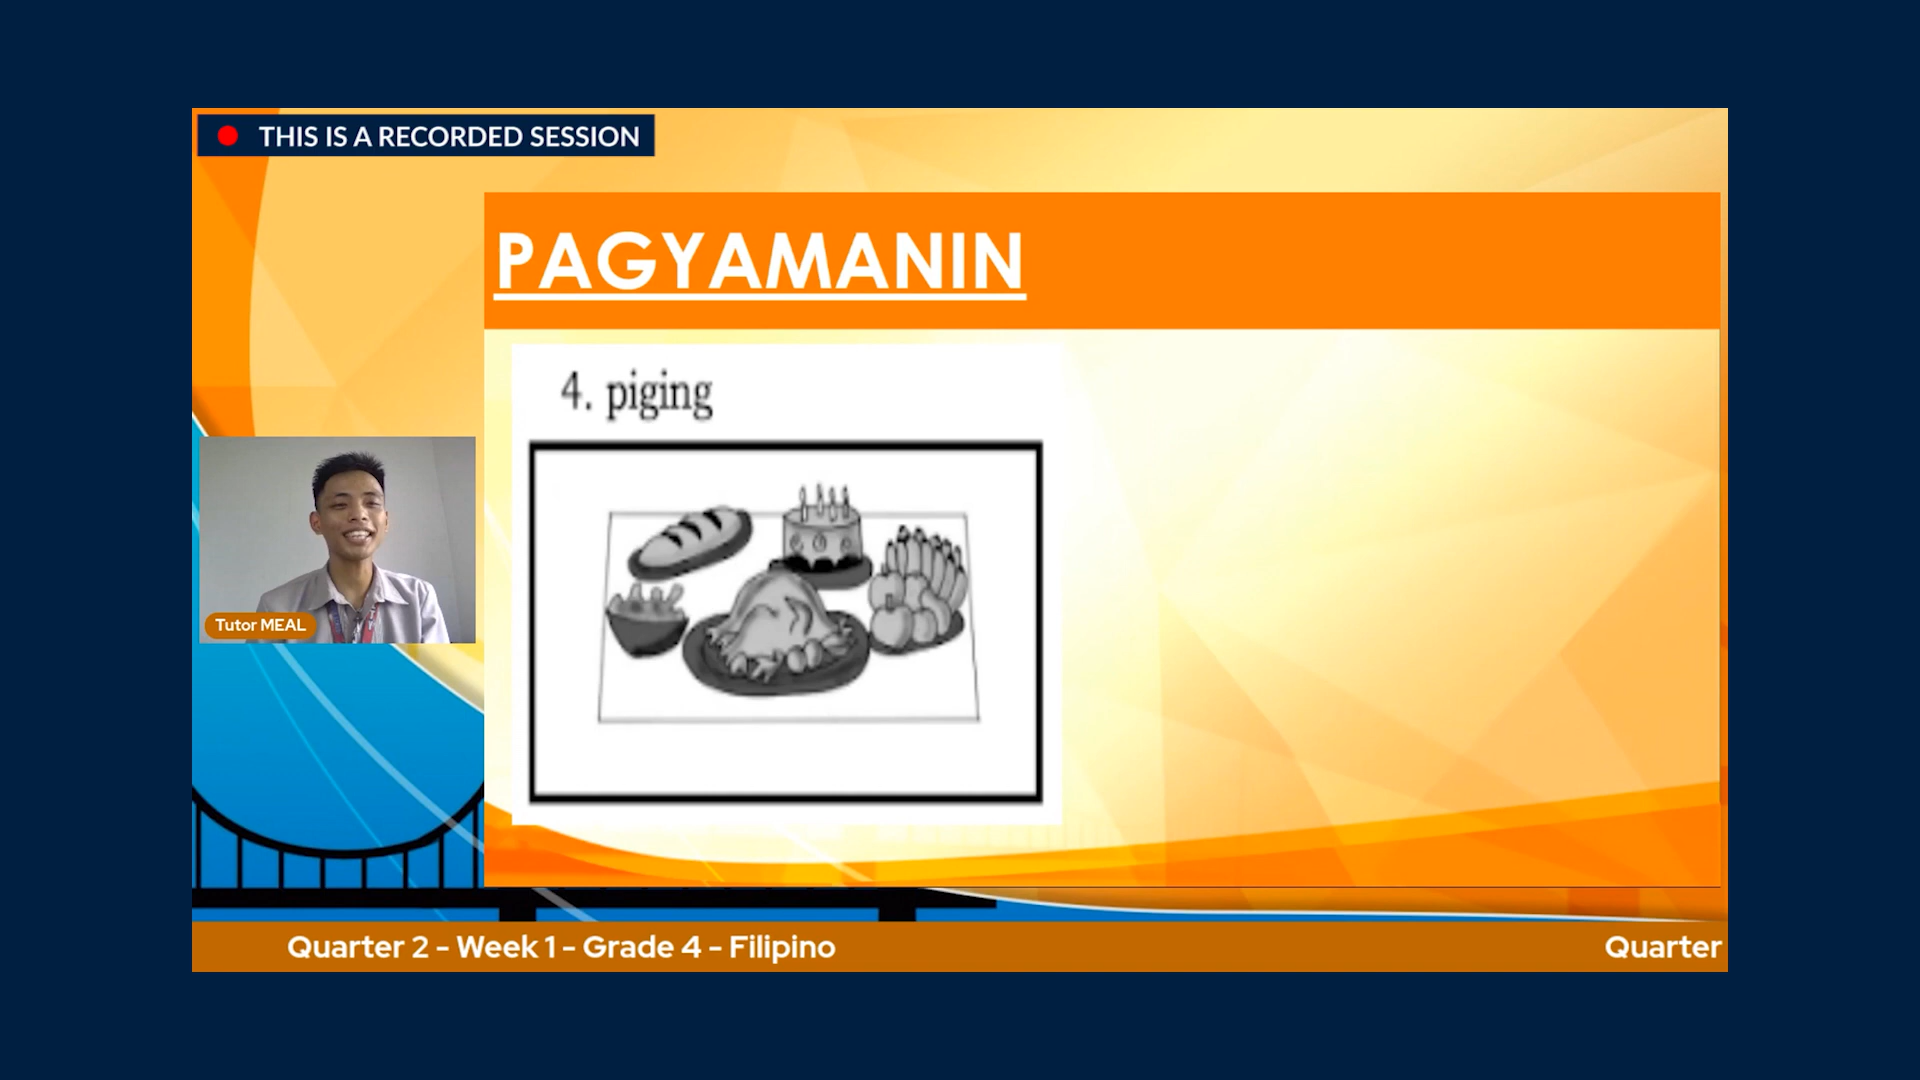 THIS IS A RECORDED SESSION
PAGYAMANIN
4. piging
Tutor MEAL
Quarter 2 - Week 1 - Grade 4 - Filipino
Quarter